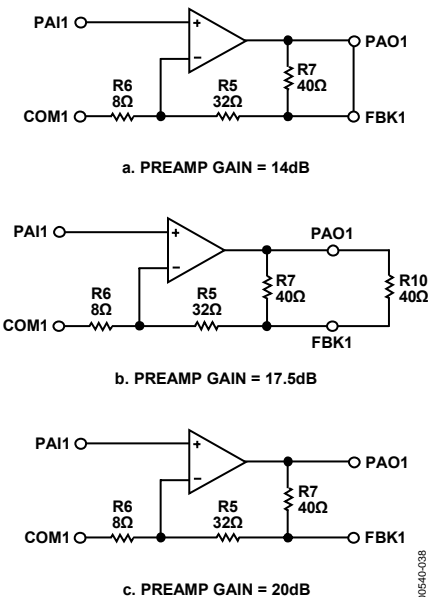 PAI1
+
−
PAO1
R6
8Ω
R5
32Ω
R7
40Ω
COM1
FBK1
a. PREAMP GAIN = 14dB
PAI1
+
−
PAO1
R6
8Ω
R5
32Ω
R7
40Ω
R10
40Ω
COM1
FBK1
b. PREAMP GAIN = 17.5dB
PAI1
+
−
PAO1
R6
8Ω
R5
32Ω
R7
40Ω
COM1
FBK1
c. PREAMP GAIN = 20dB